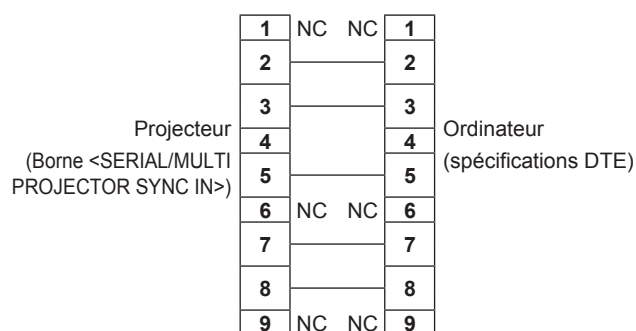 1 NC NC 1
2 2
3 3
Projecteur
(Borne <SERIAL/MULTI
PROJECTOR SYNC IN>)
4 4
Ordinateur
(spécifications DTE)
5 5
6 NC NC 6
7 7
8 8
9 NC NC 9